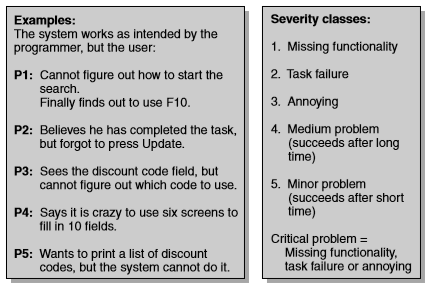 Examples:
The system works as intended by the
programmer, but the user:
P1: Cannot figure out how to start the
search.
Finally finds out to use F10.
P2: Believes he has completed the task,
but forgot to press Update.
P3: Sees the discount code field, but
cannot figure out which code to use.
P4: Says it is crazy to use six screens to
fill in 10 fields.
P5: Wants to print a list of discount
codes, but the system cannot do it.
Severity classes:
1. Missing functionality
2. Task failure
3. Annoying
4. Medium problem
(succeeds after long
time)
5. Minor problem
(succeeds after short
time)
Critical problem =
Missing functionality,
task failure or annoying